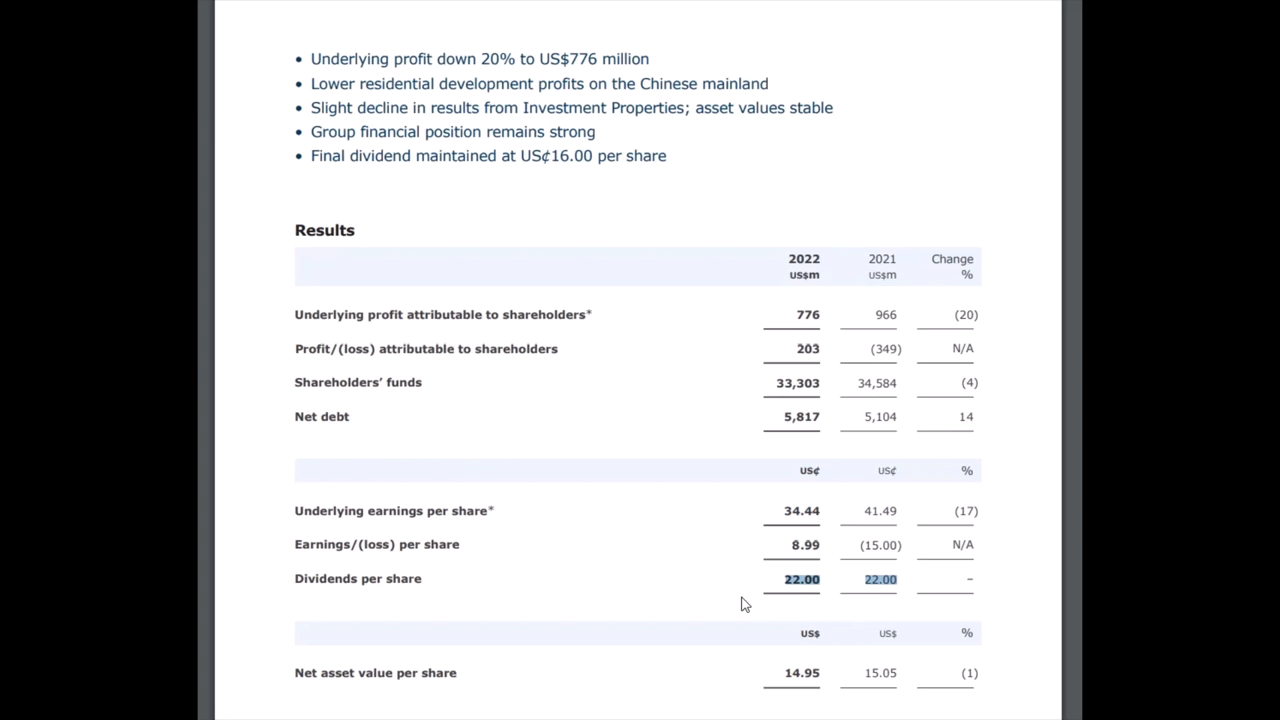 • Underlying profit down 20% to US$776 million
• Lower residential development profits on the Chinese mainland
• Slight decline in results from Investment Properties; asset values stable
• Group financial position remains strong
• Final dividend maintained at US¢16.00 per share
Results
2022 2021 Change
US$m US$m %
Underlying profit attributable to shareholders* 776 966 (20)
Profit/(loss) attributable to shareholders 203 (349) N/A
Shareholders’ funds 33,303 34,584 (4)
Net debt 5,817 5,104 14
US¢ US¢ %
Underlying earnings per share* 34.44 41.49 (17)
Earnings/(loss) per share 8.99 (15.00) N/A
Dividends per share 22.00 22.00 –
US$ US$ %
Net asset value per share 14.95 15.05 (1)